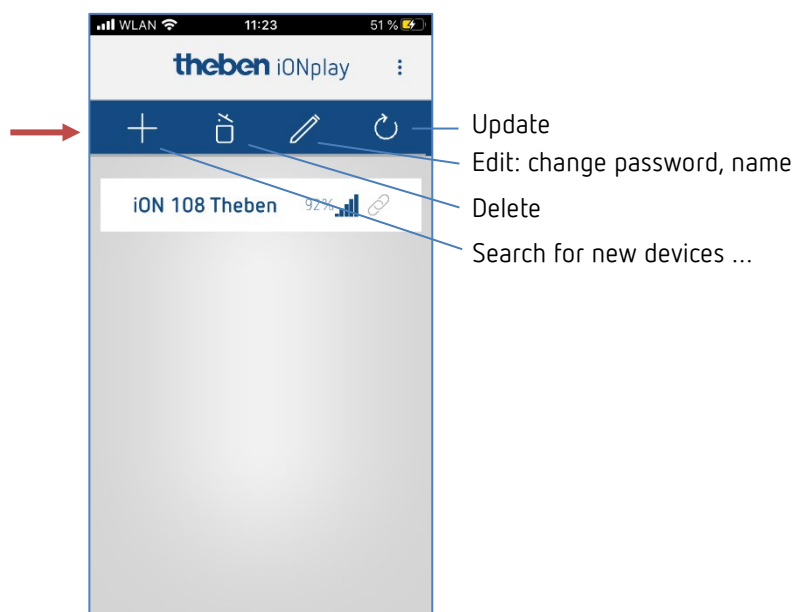 WLAN 11:23 51 %
theben iONplay
Update
Edit: change password, name
Delete
iON 108 Theben 92%
Search for new devices ...